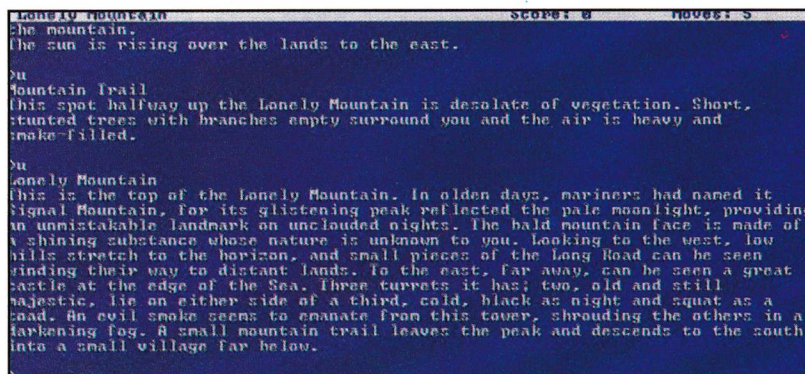 Lonely Mountain Score: 0 Moves: 5
the mountain.
The sun is rising over the lands to the east.
>u
Mountain Trail
This spot halfway up the Lonely Mountain is desolate of vegetation. Short,
stunted trees with branches empty surround you and the air is heavy and
smoke-filled.
>u
Lonely Mountain
This is the top of the Lonely Mountain. In olden days, mariners had named it
Signal Mountain, for its glistening peak reflected the pale moonlight, providing
an unmistakable landmark on unclouded nights. The bald mountain face is made of
a shining substance whose nature is unknown to you. Looking to the west, low
hills stretch to the horizon, and small pieces of the Long Road can be seen
winding their way to distant lands. To the east, far away, can be seen a great
castle at the edge of the Sea. Three turrets it has; two, old and still
majestic, lie on either side of a third, cold, black as night and squat as a
toad. An evil smoke seems to emanate from this tower, shrouding the others in a
darkening fog. A small mountain trail leaves the peak and descends to the south
into a small village far below.